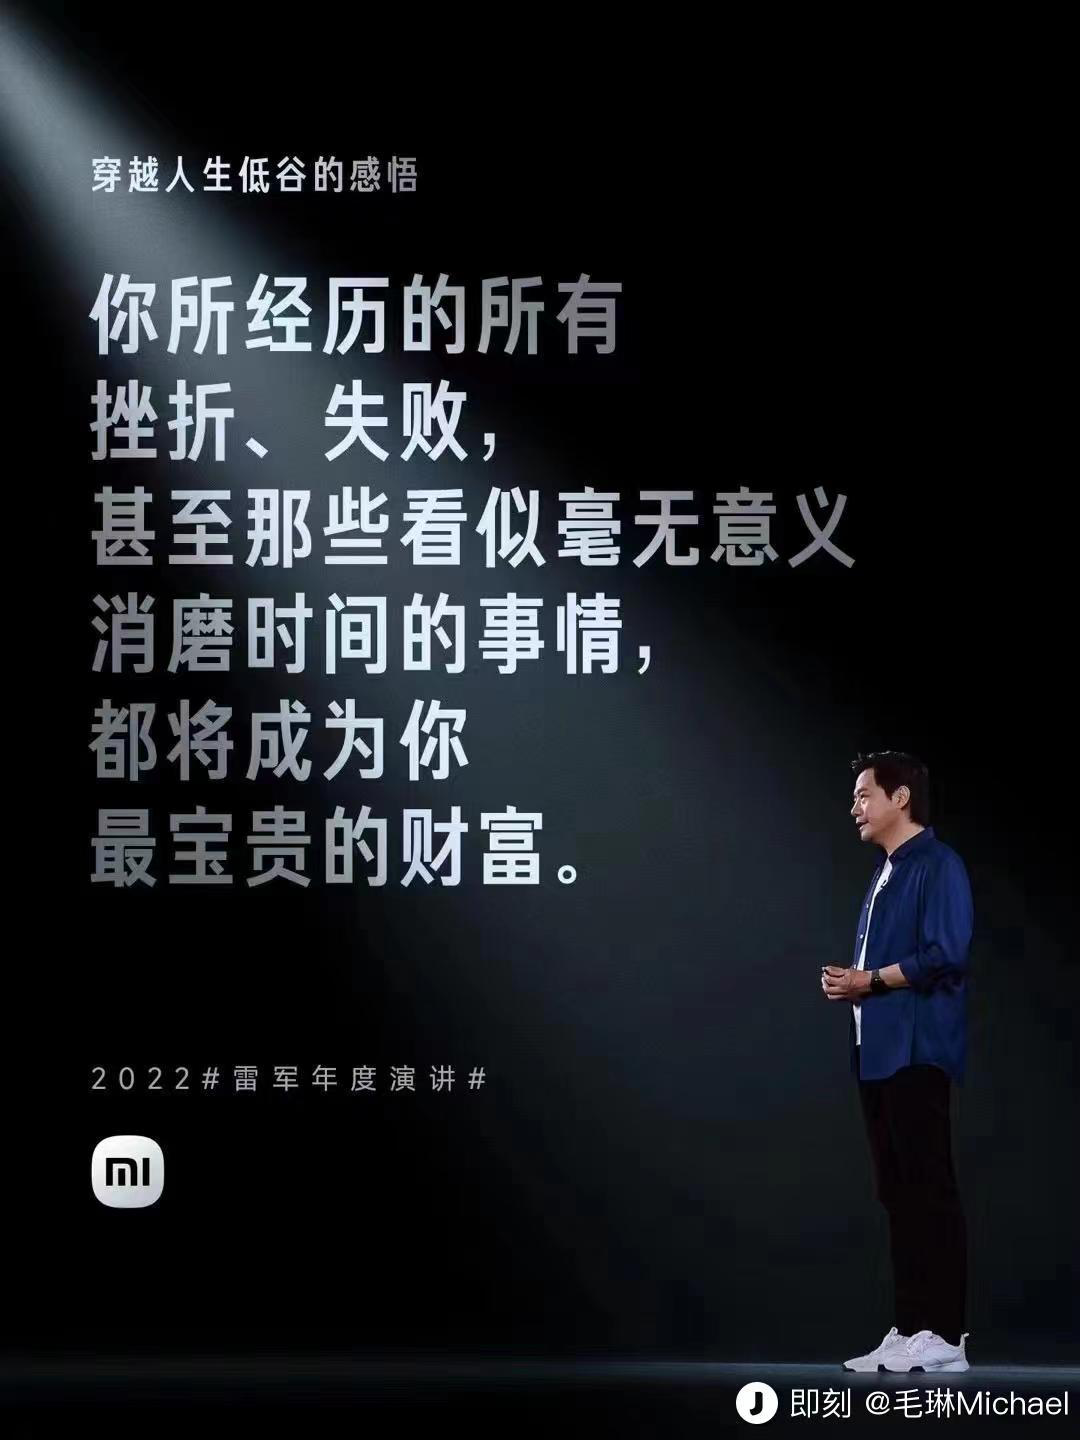 穿越人生低谷的感悟
你所经历的所有
挫折、失败，
甚至那些看似毫无意义
消磨时间的事情，
都将成为你
最宝贵的财富。
2022#雷军年度演讲#
mi
即刻 @毛琳Michael